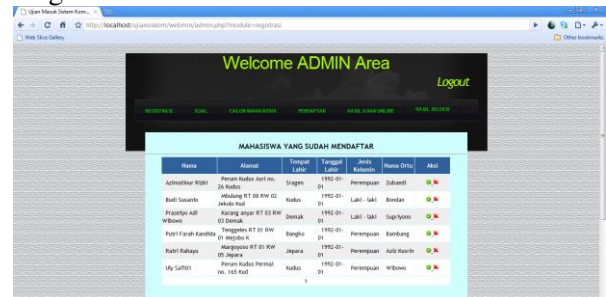 Ujian Masuk Sistem Kom...
http://localhost/ujiansiskom/webmin/admin.php?module=registrasi
Web Slice Gallery
Other bookmarks
Welcome ADMIN Area
Logout
REGISTRASI SOAL CALON MAHASISWA PENDAFTAR HASIL UJIAN ONLINE HASIL SELEKSI
MAHASISWA YANG SUDAH MENDAFTAR
Nama Alamat Tempat Lahir Tanggal Lahir Jenis Kelamin Nama Ortu Aksi
Azimatinur Rizki Perum Kudus Asri no. 26 Kudus Sragen 1992-01-01 Perempuan Zubaedi
Budi Susanto Mbulung RT 08 RW 02 Jekulo Kud Kudus 1992-01-01 Laki - laki Bondan
Prasetyo Adi Wibowo Karang anyar RT 03 RW 03 Demak Demak 1992-01-01 Laki - laki Supriyono
Putri Farah Kandida Tenggeles RT 01 RW 01 Mejobo K Bangko 1992-01-01 Perempuan Bambang
Ratri Rahayu Margoyoso RT 01 RW 05 Jepara Jepara 1992-01-01 Perempuan Aziz Kusrin
Uly Safitri Perum Kudus Permai no. 165 Kud Kudus 1992-01-01 Perempuan Wibowo
1